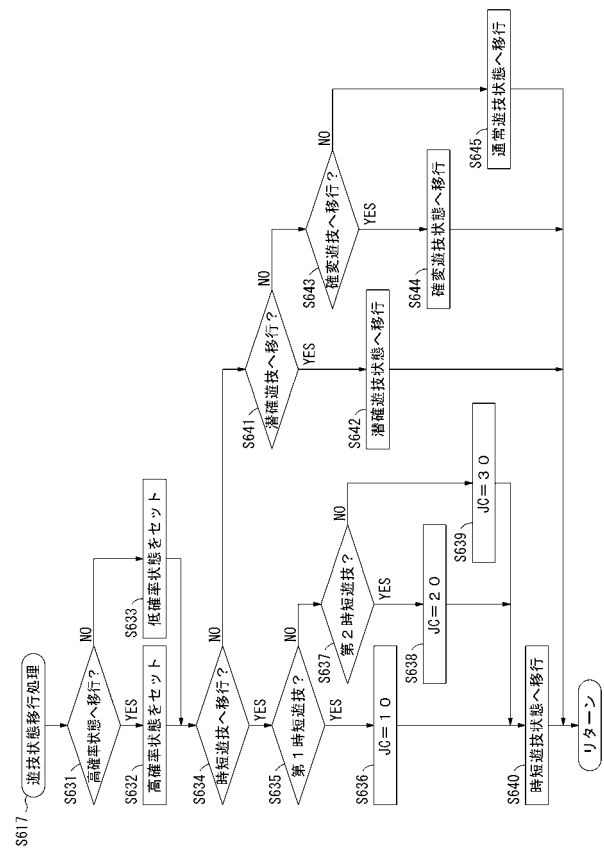 S617
遊技状態移行処理
S631
高確率状態へ移行？
NO
YES
S632
高確率状態をセット
S633
低確率状態をセット
S634
時短遊技へ移行？
NO
YES
S635
第１時短遊技？
NO
YES
S636
JC＝１０
S637
第２時短遊技？
NO
YES
S638
JC＝２０
S639
JC＝３０
S640
時短遊技状態へ移行
S641
潜確遊技へ移行？
NO
YES
S642
潜確遊技状態へ移行
S643
確変遊技へ移行？
NO
YES
S644
確変遊技状態へ移行
S645
通常遊技状態へ移行
リターン